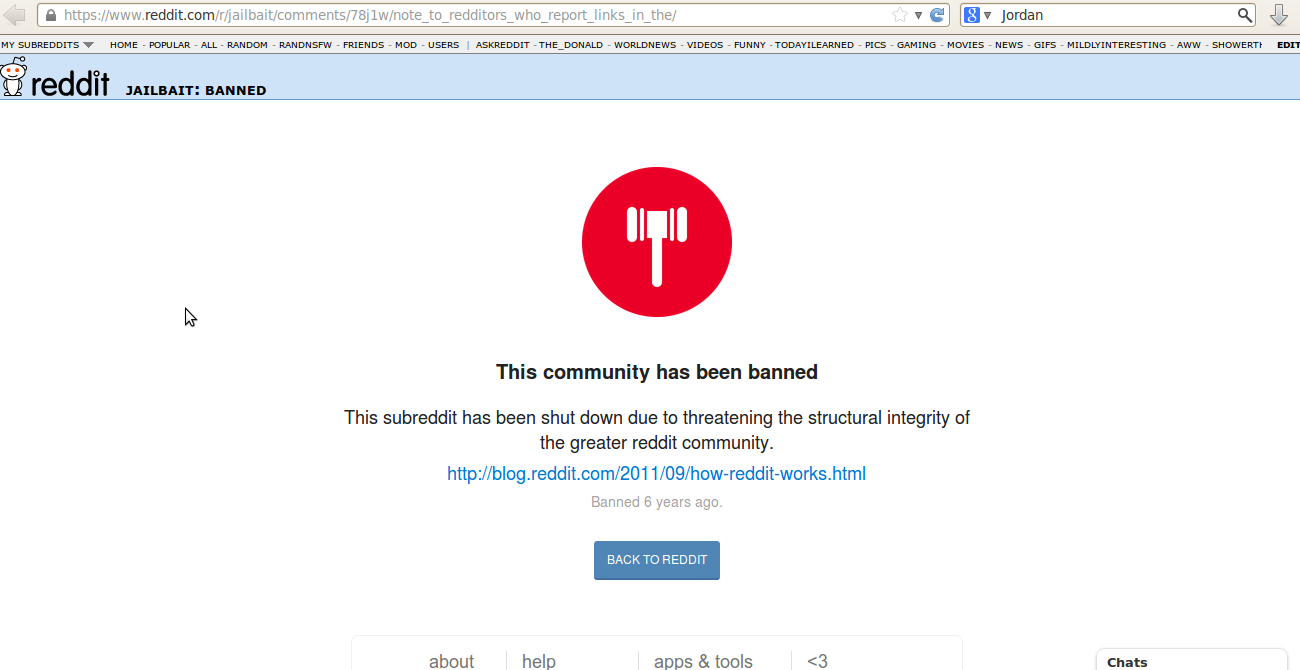 https://www.reddit.com/r/jailbait/comments/78j1w/note_to_redditors_who_report_links_in_the/
Jordan
MY SUBREDDITS HOME - POPULAR - ALL - RANDOM - RANDNSFW - FRIENDS - MOD - USERS | ASKREDDIT - THE_DONALD - WORLDNEWS - VIDEOS - FUNNY - TODAYILEARNED - PICS - GAMING - MOVIES - NEWS - GIFS - MILDLYINTERESTING - AWW - SHOWERTH EDIT
reddit JAILBAIT: BANNED
This community has been banned
This subreddit has been shut down due to threatening the structural integrity of
the greater reddit community.
http://blog.reddit.com/2011/09/how-reddit-works.html
Banned 6 years ago.
BACK TO REDDIT
about help apps & tools <3
Chats